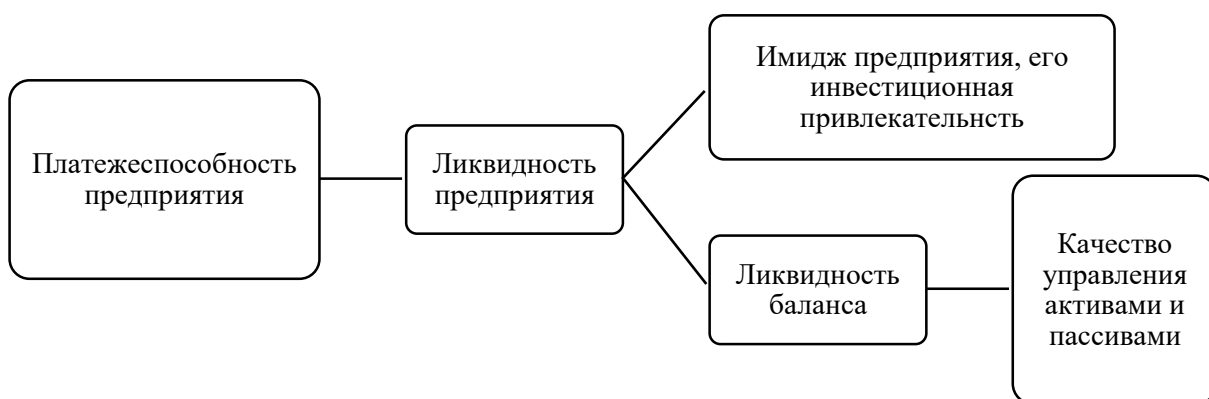 Платежеспособность
предприятия
Ликвидность
предприятия
Имидж предприятия, его
инвестиционная
привлекательнсть
Ликвидность
баланса
Качество
управления
активами и
пассивами